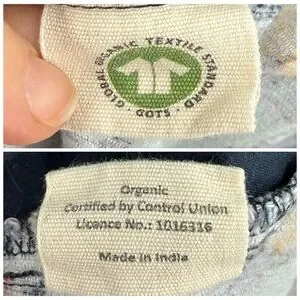 GLOBAL ORGANIC TEXTILE STANDARD · GOTS ·
Organic
Certified by Control Union
Licence No.: 1016316
Made in India